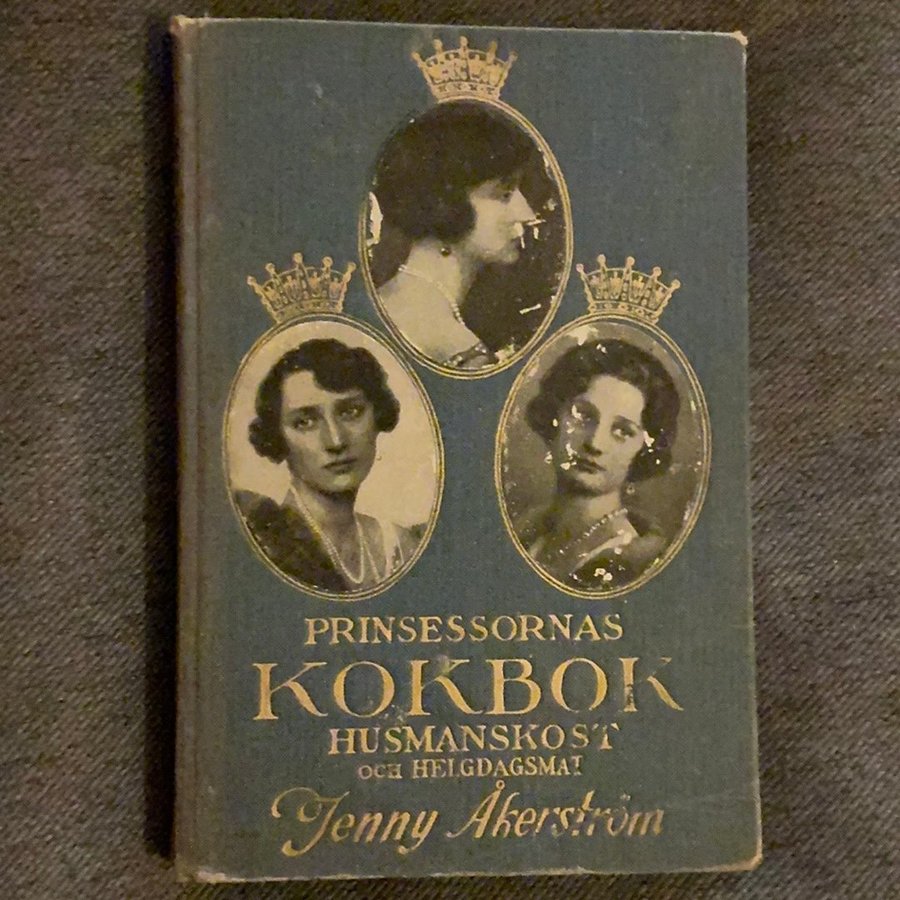 PRINSESSORNAS
KOKBOK
HUSMANSKOST
OCH HELGDAGSMAT
Jenny Åkerström